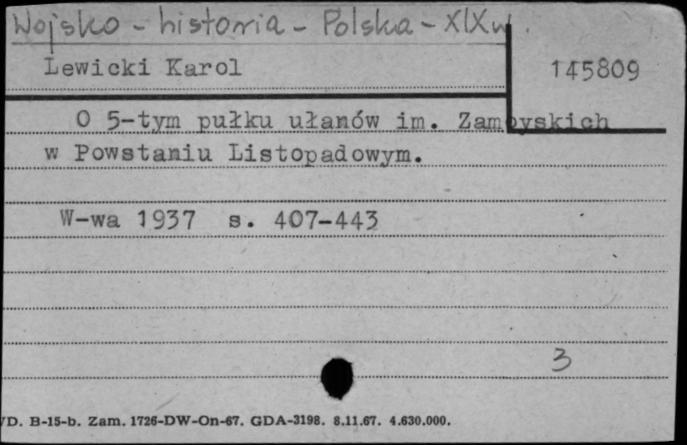 Wojsko - historia - Polska - XIXw.
Lewicki Karol
145809
O 5-tym pułku ułanów im. Zamoyskich
w Powstaniu Listopadowym.
W-wa 1937 s. 407-443
3
D. B-15-b. Zam. 1726-DW-On-67. GDA-3198. 8.11.67. 4.630.000.